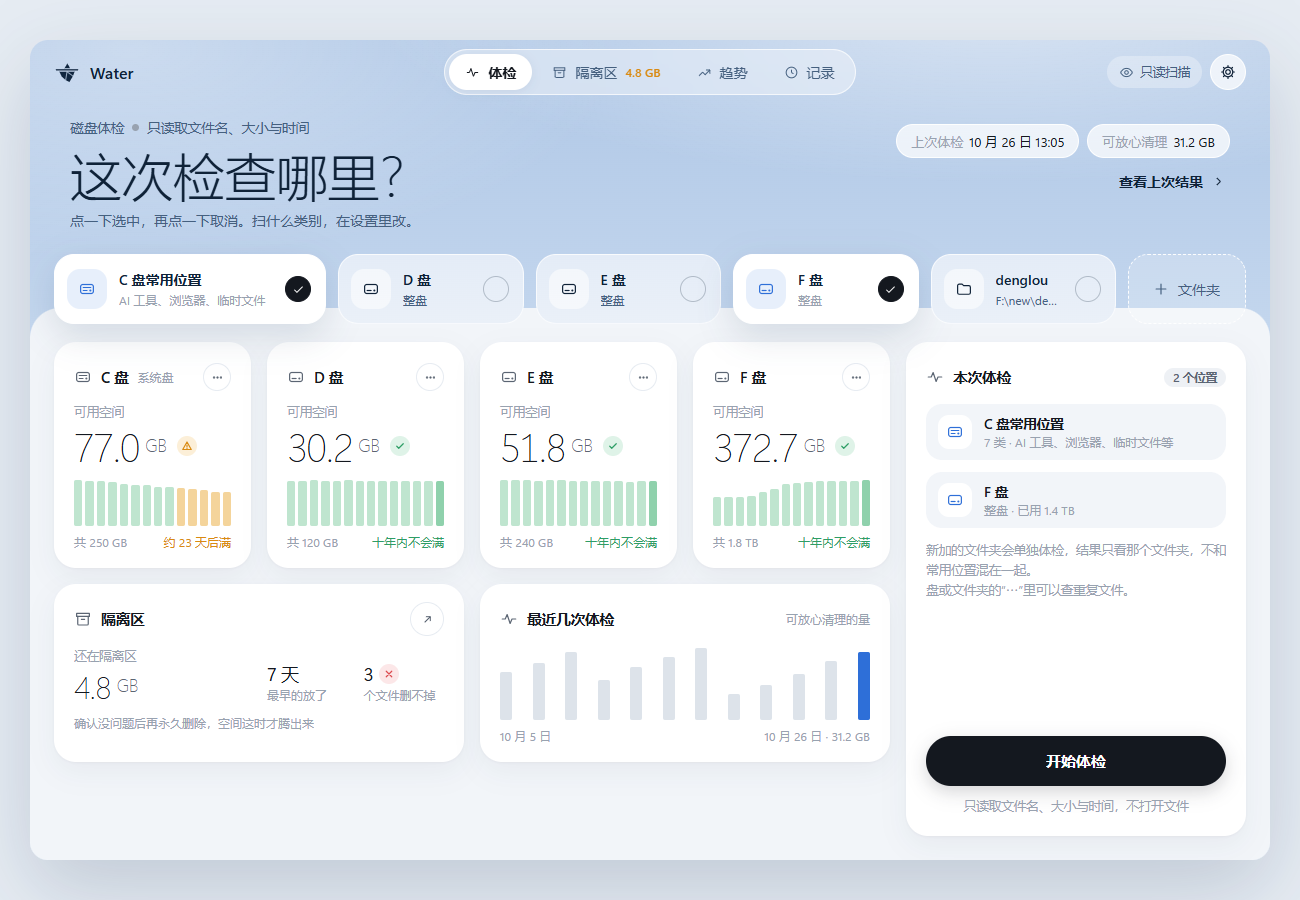 Water
体检
隔离区 4.8 GB
趋势
记录
只读扫描
磁盘体检 ● 只读取文件名、大小与时间
这次检查哪里?
点一下选中，再点一下取消。扫什么类别，在设置里改。
上次体检 10 月 26 日 13:05
可放心清理 31.2 GB
查看上次结果
C 盘常用位置
AI 工具、浏览器、临时文件
D 盘
整盘
E 盘
整盘
F 盘
整盘
denglou
F:\new\de...
文件夹
C 盘 系统盘
可用空间
77.0 GB
共 250 GB
约 23 天后满
D 盘
可用空间
30.2 GB
共 120 GB
十年内不会满
E 盘
可用空间
51.8 GB
共 240 GB
十年内不会满
F 盘
可用空间
372.7 GB
共 1.8 TB
十年内不会满
本次体检
2 个位置
C 盘常用位置
7 类 · AI 工具、浏览器、临时文件等
F 盘
整盘 · 已用 1.4 TB
新加的文件夹会单独体检，结果只看那个文件夹，不和
常用位置混在一起。
盘或文件夹的“···”里可以查重复文件。
开始体检
只读取文件名、大小与时间，不打开文件
隔离区
还在隔离区
4.8 GB
7 天
最早的放了
3
个文件删不掉
确认没问题后再永久删除，空间这时才腾出来
最近几次体检
可放心清理的量
10 月 5 日
10 月 26 日 · 31.2 GB